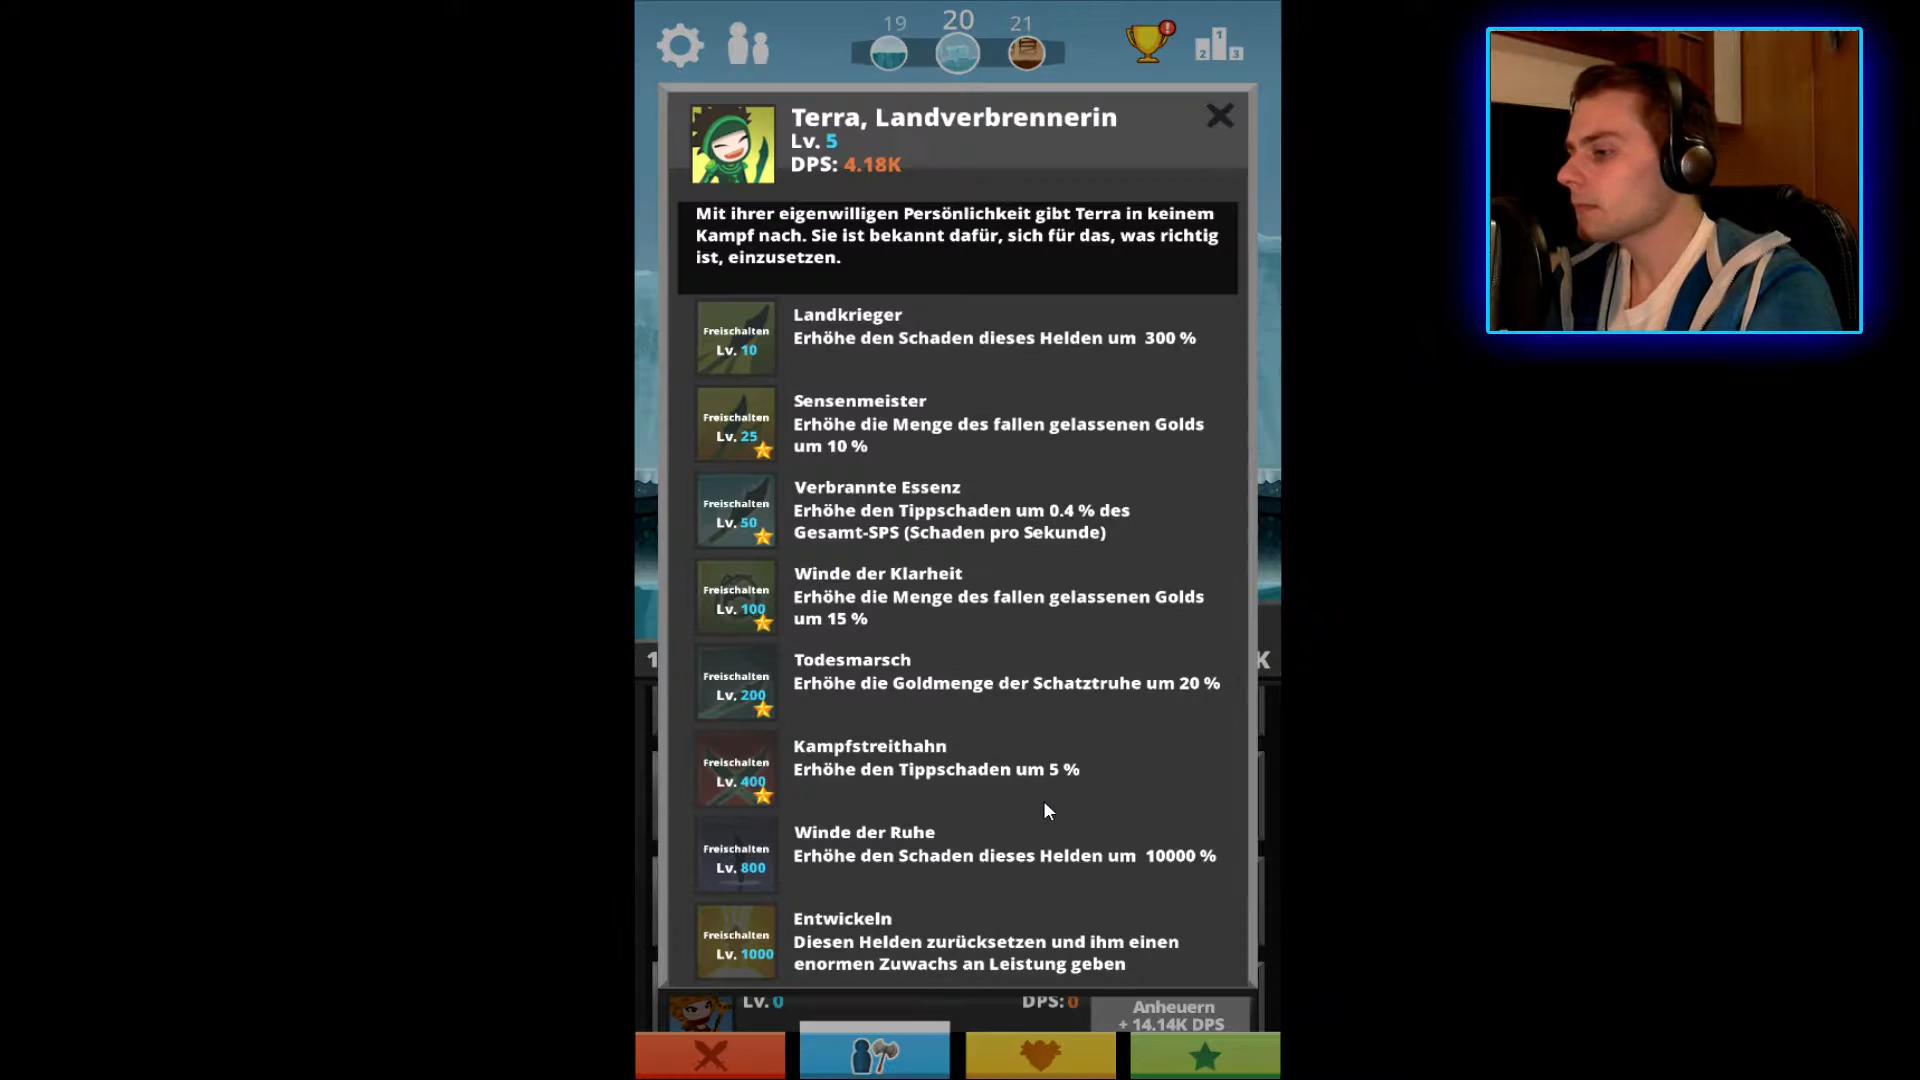 19 20 21
1
2 3
Terra, Landverbrennerin
Lv. 5
DPS: 4.18K
Mit ihrer eigenwilligen Persönlichkeit gibt Terra in keinem
Kampf nach. Sie ist bekannt dafür, sich für das, was richtig
ist, einzusetzen.
Freischalten
Lv. 10
Landkrieger
Erhöhe den Schaden dieses Helden um 300 %
Freischalten
Lv. 25
Sensenmeister
Erhöhe die Menge des fallen gelassenen Golds
um 10 %
Freischalten
Lv. 50
Verbrannte Essenz
Erhöhe den Tippschaden um 0.4 % des
Gesamt-SPS (Schaden pro Sekunde)
Freischalten
Lv. 100
Winde der Klarheit
Erhöhe die Menge des fallen gelassenen Golds
um 15 %
1
K
Freischalten
Lv. 200
Todesmarsch
Erhöhe die Goldmenge der Schatztruhe um 20 %
Freischalten
Lv. 400
Kampfstreithahn
Erhöhe den Tippschaden um 5 %
Freischalten
Lv. 800
Winde der Ruhe
Erhöhe den Schaden dieses Helden um 10000 %
Freischalten
Lv. 1000
Entwickeln
Diesen Helden zurücksetzen und ihm einen
enormen Zuwachs an Leistung geben
Lv. 0 DPS: 0
Anheuern
+ 14.14K DPS